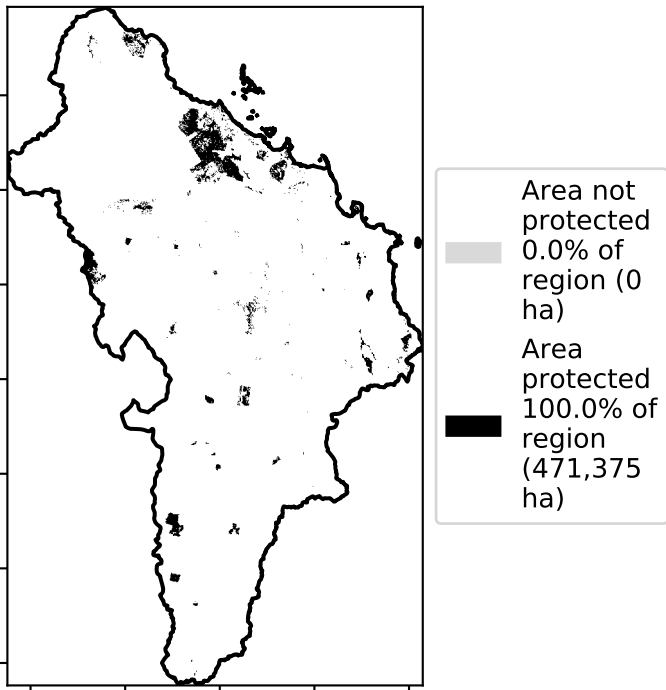 Area not
protected
0.0% of
region (0
ha)
Area
protected
100.0% of
region
(471,375
ha)